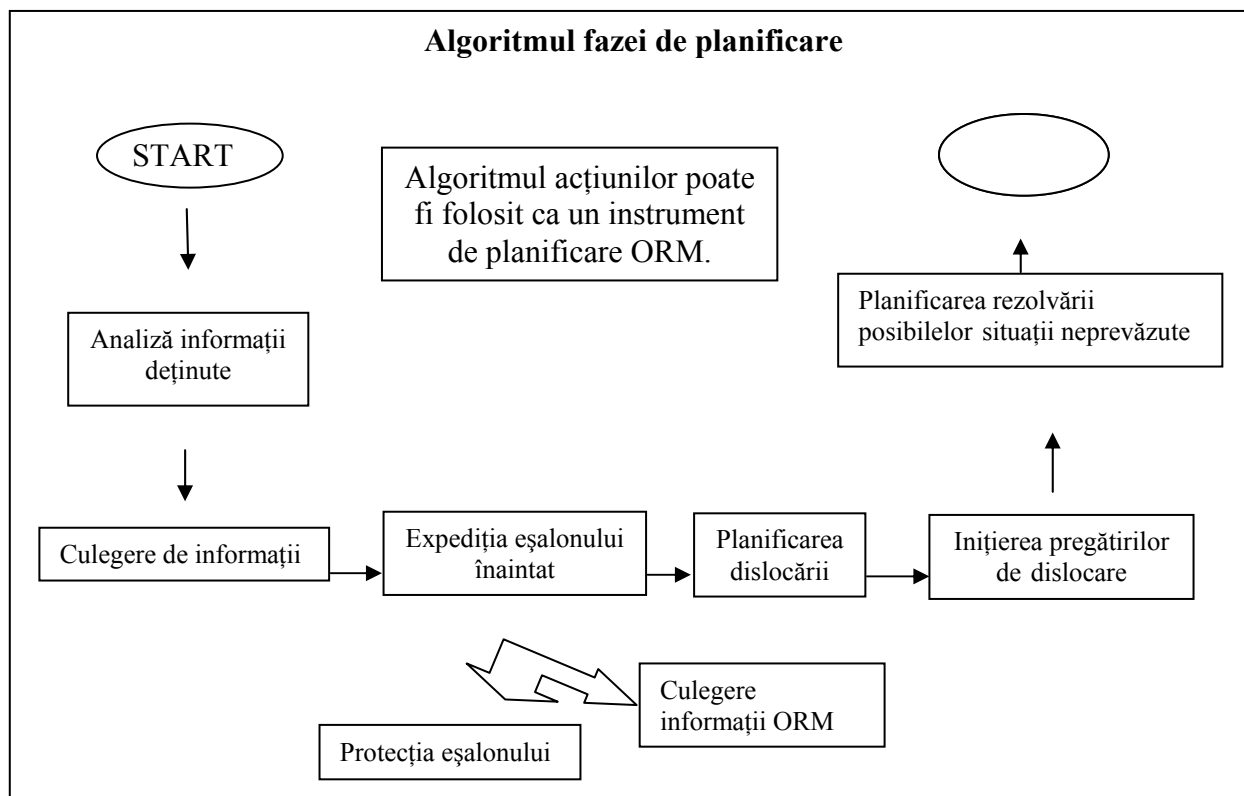 Algoritmul fazei de planificare
START
Algoritmul acțiunilor poate
fi folosit ca un instrument
de planificare ORM.
Analiză informații
deținute
Planificarea rezolvării
posibilelor situații neprevăzute
Culegere de informații
Expediția eşalonului
înaintat
Planificarea
dislocării
Inițierea pregătirilor
de dislocare
Culegere
informații ORM
Protecția eşalonului